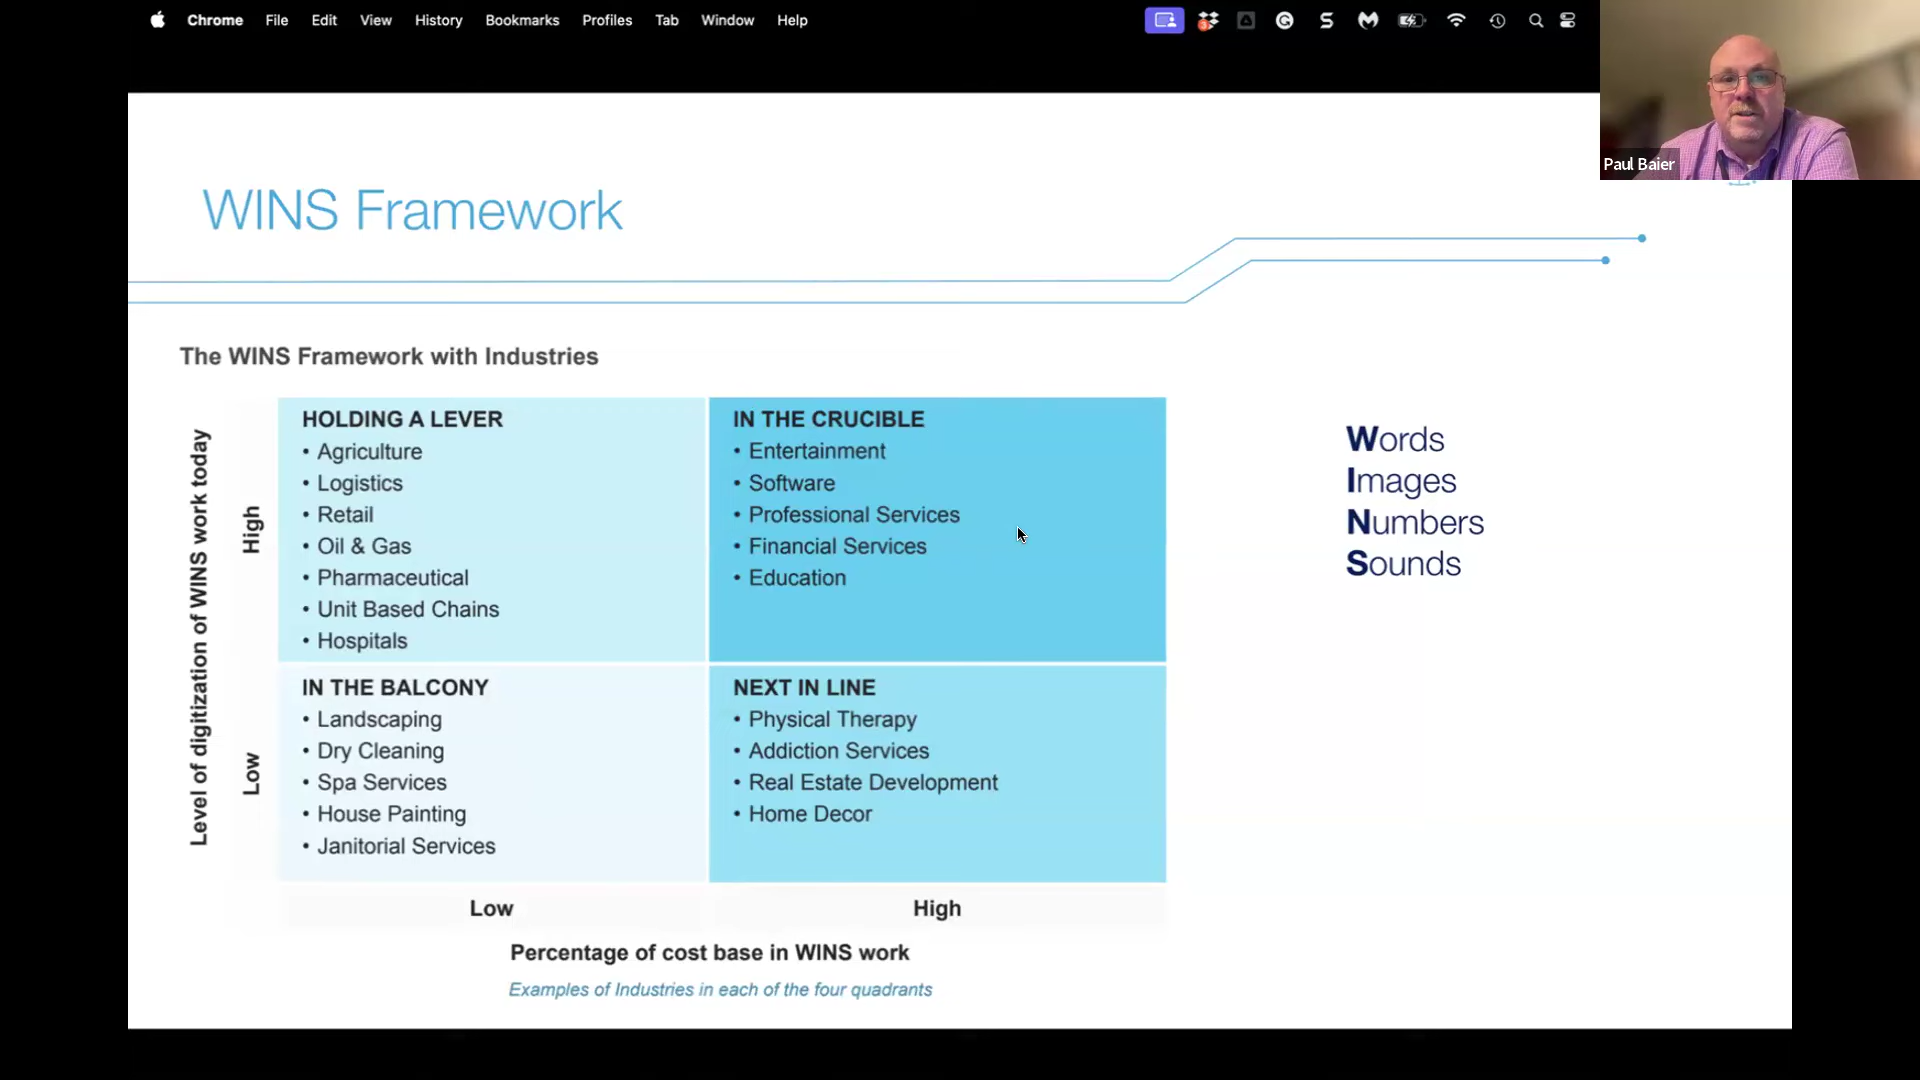 Chrome File Edit View History Bookmarks Profiles Tab Window Help
Paul Baier
WINS Framework
The WINS Framework with Industries
Level of digitization of WINS work today
High
HOLDING A LEVER
• Agriculture
• Logistics
• Retail
• Oil & Gas
• Pharmaceutical
• Unit Based Chains
• Hospitals
IN THE CRUCIBLE
• Entertainment
• Software
• Professional Services
• Financial Services
• Education
Low
IN THE BALCONY
• Landscaping
• Dry Cleaning
• Spa Services
• House Painting
• Janitorial Services
NEXT IN LINE
• Physical Therapy
• Addiction Services
• Real Estate Development
• Home Decor
Low
High
Percentage of cost base in WINS work
Examples of Industries in each of the four quadrants
Words
Images
Numbers
Sounds